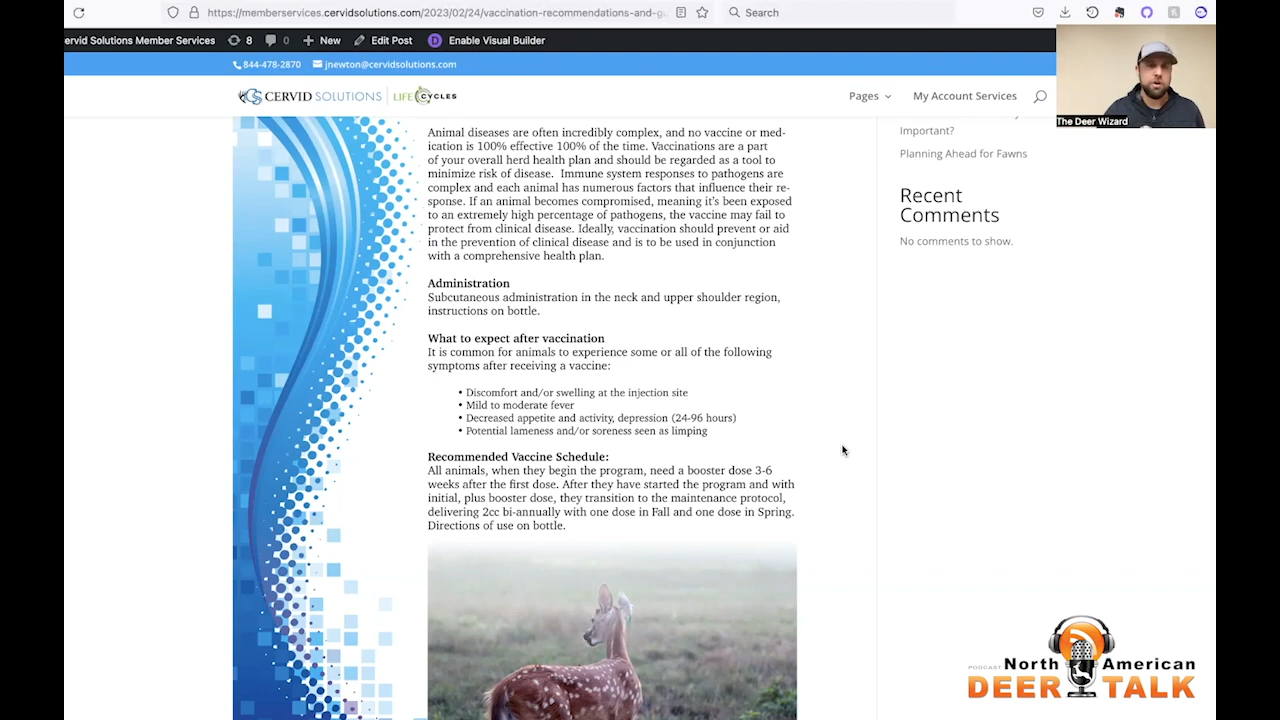 https://memberservices.cervidsolutions.com/2023/02/24/vaccination-recommendations-and-gu
Search
ervid Solutions Member Services
8
0
New
Edit Post
Enable Visual Builder
844-478-2870
jnewton@cervidsolutions.com
CS CERVID SOLUTIONS
LIFE CYCLES
Pages
My Account Services
The Deer Wizard
Animal diseases are often incredibly complex, and no vaccine or med-
ication is 100% effective 100% of the time. Vaccinations are a part
of your overall herd health plan and should be regarded as a tool to
minimize risk of disease.  Immune system responses to pathogens are
complex and each animal has numerous factors that influence their re-
sponse. If an animal becomes compromised, meaning it's been exposed
to an extremely high percentage of pathogens, the vaccine may fail to
protect from clinical disease. Ideally, vaccination should prevent or aid
in the prevention of clinical disease and is to be used in conjunction
with a comprehensive health plan.
Administration
Subcutaneous administration in the neck and upper shoulder region,
instructions on bottle.
What to expect after vaccination
It is common for animals to experience some or all of the following
symptoms after receiving a vaccine:
• Discomfort and/or swelling at the injection site
• Mild to moderate fever
• Decreased appetite and activity, depression (24-96 hours)
• Potential lameness and/or soreness seen as limping
Recommended Vaccine Schedule:
All animals, when they begin the program, need a booster dose 3-6
weeks after the first dose. After they have started the program and with
initial, plus booster dose, they transition to the maintenance protocol,
delivering 2cc bi-annually with one dose in Fall and one dose in Spring.
Directions of use on bottle.
Important?
Planning Ahead for Fawns
Recent
Comments
No comments to show.
PODCAST North American
DEER TALK